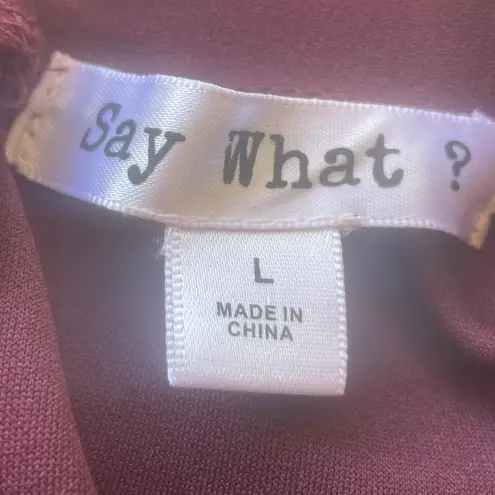 Say What ?
L
MADE IN
CHINA